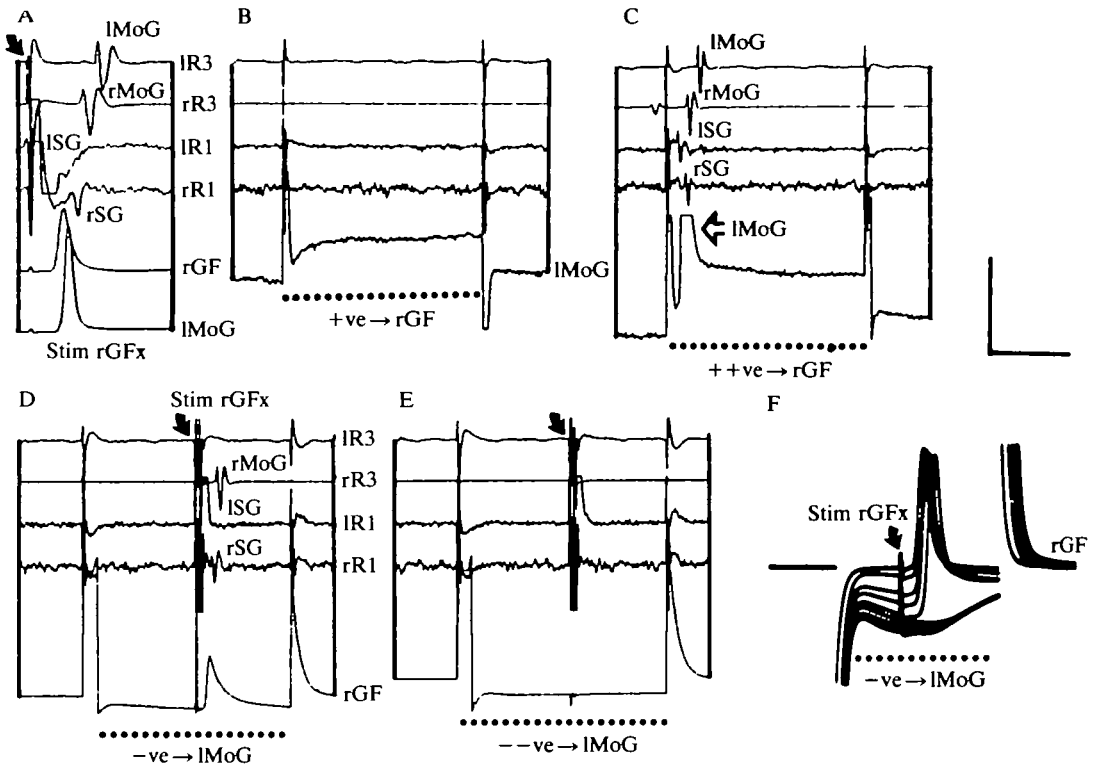 A
lMoG
lR3
rMoG
rR3
lSG
lR1
rR1
rSG
rGF
lMoG
Stim rGFx
B
lMoG
+ve → rGF
C
lMoG
rMoG
lSG
rSG
lMoG
++ve → rGF
D
Stim rGFx
lR3
rMoG
rR3
lSG
lR1
rSG
rR1
rGF
−ve → lMoG
E
−−ve → lMoG
F
Stim rGFx
rGF
−ve → lMoG